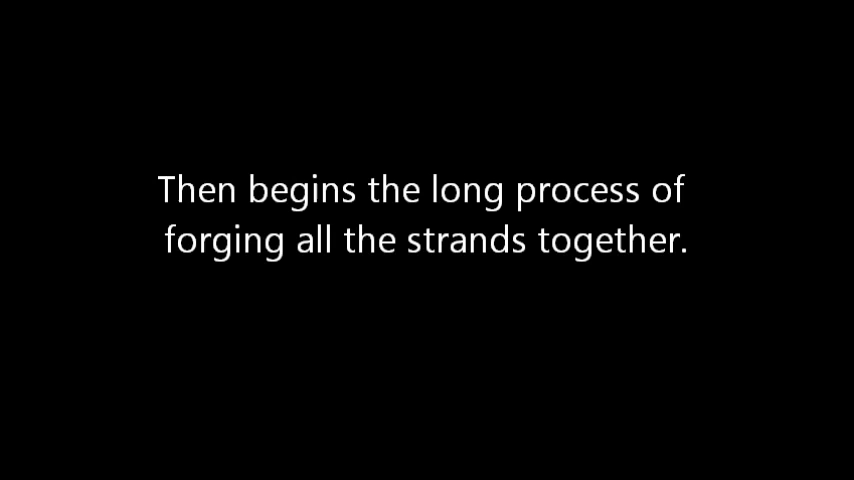 Then begins the long process of
forging all the strands together.